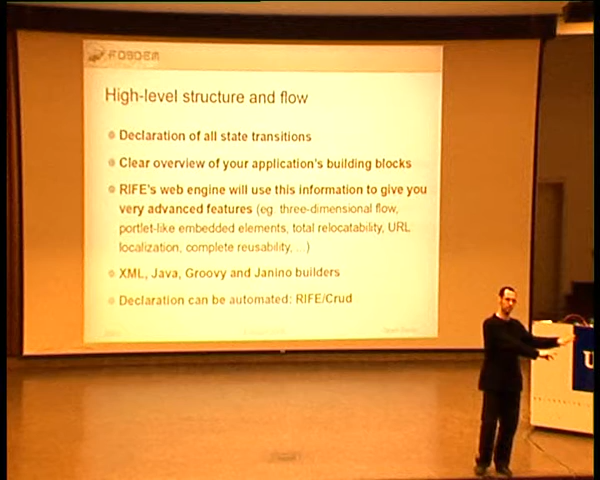 FOSDEM
High-level structure and flow
Declaration of all state transitions
Clear overview of your application's building blocks
RIFE's web engine will use this information to give you
very advanced features (eg: three-dimensional flow,
portlet-like embedded elements, total relocatability, URL
localization, complete reusability, ...)
XML, Java, Groovy and Janino builders
Declaration can be automated: RIFE/Crud
U